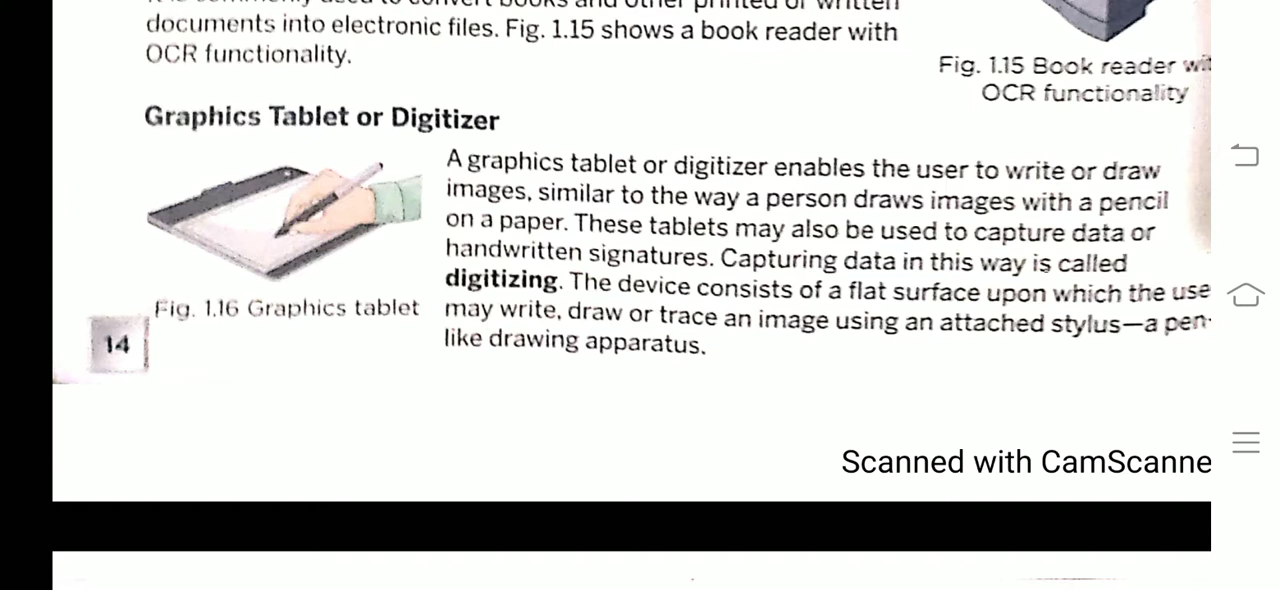 documents into electronic files. Fig. 1.15 shows a book reader with
OCR functionality.
Fig. 1.15 Book reader wit
OCR functionality
Graphics Tablet or Digitizer
A graphics tablet or digitizer enables the user to write or draw
images, similar to the way a person draws images with a pencil
on a paper. These tablets may also be used to capture data or
handwritten signatures. Capturing data in this way is called
digitizing. The device consists of a flat surface upon which the use
may write, draw or trace an image using an attached stylus—a pen-
like drawing apparatus.
Fig. 1.16 Graphics tablet
14
Scanned with CamScanne